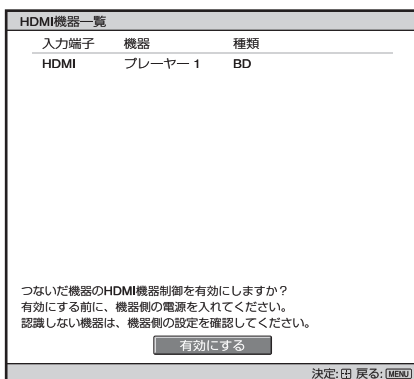 HDMI機器一覧
入力端子 機器 種類
HDMI プレーヤー 1 BD
つないだ機器のHDMI機器制御を有効にしますか？
有効にする前に、機器側の電源を入れてください。
認識しない機器は、機器側の設定を確認してください。
有効にする
決定: 戻る: MENU